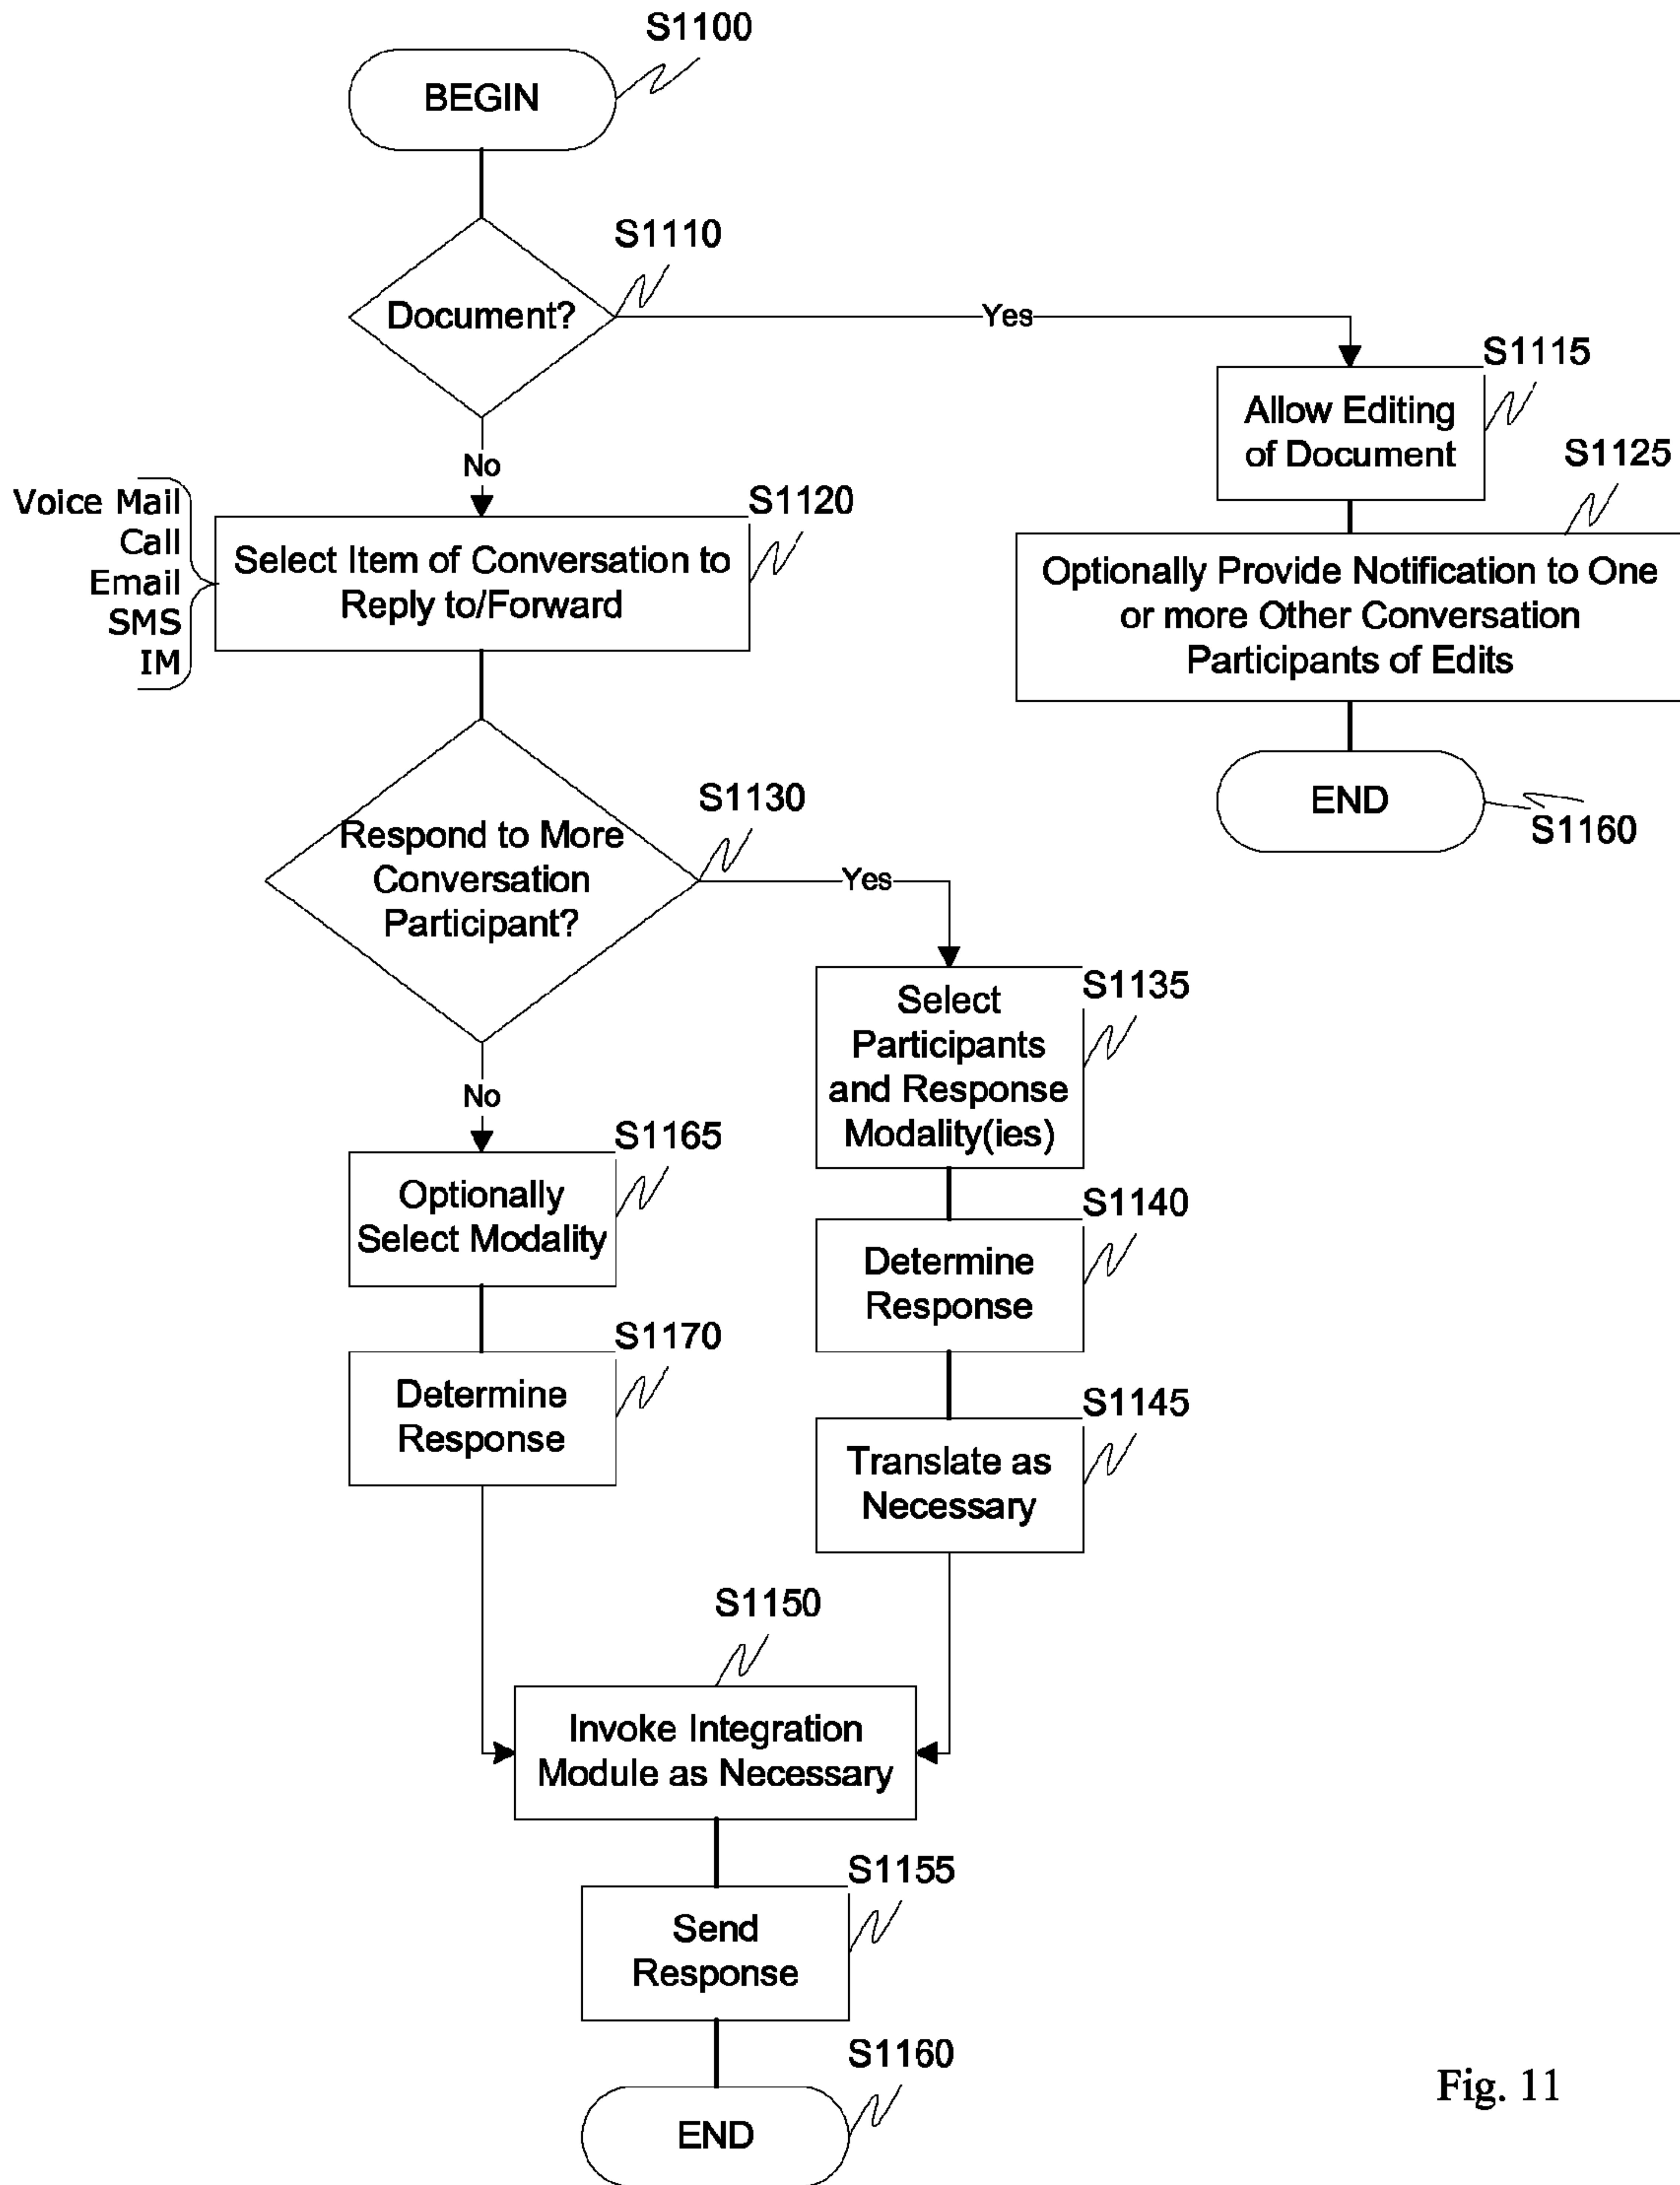 S1100
BEGIN
S1110
Document?
Yes
S1115
Allow Editing
of Document
S1125
Optionally Provide Notification to One
or more Other Conversation
Participants of Edits
END
S1160
No
Voice Mail
Call
Email
SMS
IM
S1120
Select Item of Conversation to
Reply to/Forward
S1130
Respond to More
Conversation
Participant?
Yes
S1135
Select
Participants
and Response
Modality(ies)
S1140
Determine
Response
S1145
Translate as
Necessary
No
S1165
Optionally
Select Modality
S1170
Determine
Response
S1150
Invoke Integration
Module as Necessary
S1155
Send
Response
S1160
END
Fig. 11